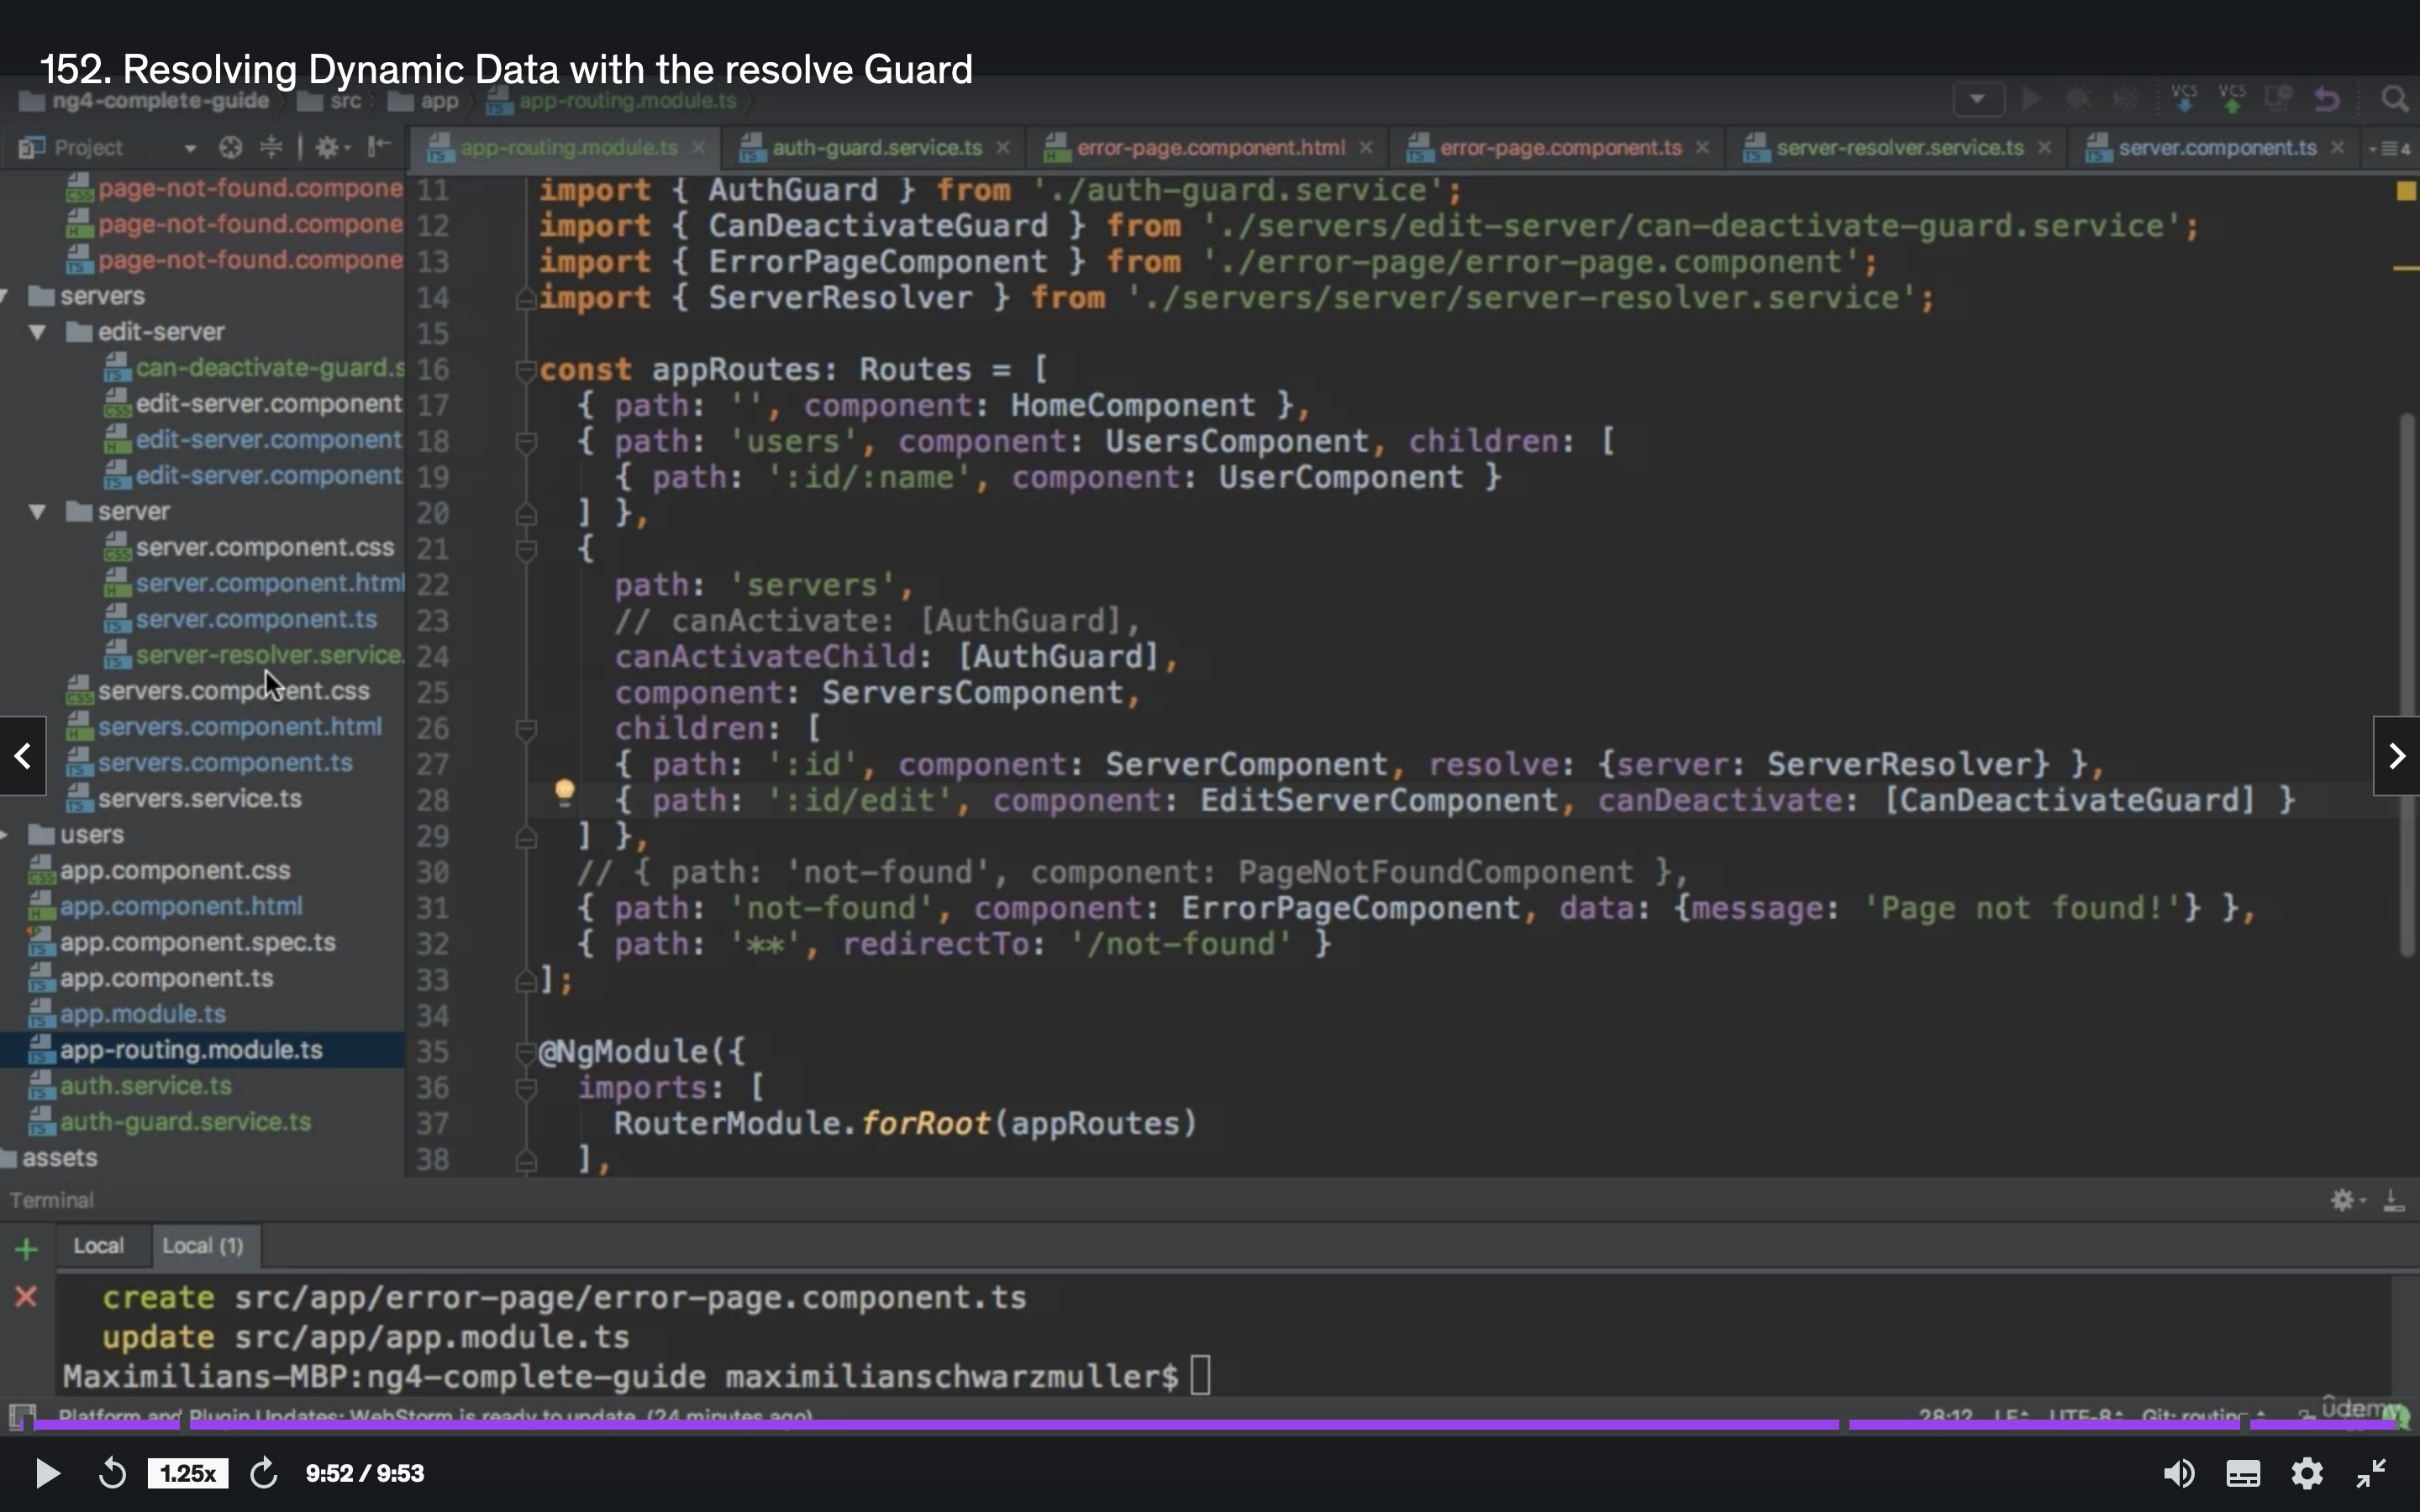 152. Resolving Dynamic Data with the resolve Guard
ng4-complete-guide src app app-routing.module.ts
VCS VCS
Project
app-routing.module.ts auth-guard.service.ts error-page.component.html error-page.component.ts server-resolver.service.ts server.component.ts 4
page-not-found.compone
page-not-found.compone
page-not-found.compone
servers
edit-server
can-deactivate-guard.s
edit-server.component
edit-server.component
edit-server.component
server
server.component.css
server.component.html
server.component.ts
server-resolver.service.
servers.component.css
servers.component.html
servers.component.ts
servers.service.ts
users
app.component.css
app.component.html
app.component.spec.ts
app.component.ts
app.module.ts
app-routing.module.ts
auth.service.ts
auth-guard.service.ts
assets
11 import { AuthGuard } from './auth-guard.service';
12 import { CanDeactivateGuard } from './servers/edit-server/can-deactivate-guard.service';
13 import { ErrorPageComponent } from './error-page/error-page.component';
14 import { ServerResolver } from './servers/server/server-resolver.service';
15
16 const appRoutes: Routes = [
17 { path: '', component: HomeComponent },
18 { path: 'users', component: UsersComponent, children: [
19 { path: ':id/:name', component: UserComponent }
20 ] },
21 {
22 path: 'servers',
23 // canActivate: [AuthGuard],
24 canActivateChild: [AuthGuard],
25 component: ServersComponent,
26 children: [
27 { path: ':id', component: ServerComponent, resolve: {server: ServerResolver} },
28 { path: ':id/edit', component: EditServerComponent, canDeactivate: [CanDeactivateGuard] }
29 ] },
30 // { path: 'not-found', component: PageNotFoundComponent },
31 { path: 'not-found', component: ErrorPageComponent, data: {message: 'Page not found!'} },
32 { path: '**', redirectTo: '/not-found' }
33 ];
34
35 @NgModule({
36 imports: [
37 RouterModule.forRoot(appRoutes)
38 ],
Terminal
Local Local (1)
create src/app/error-page/error-page.component.ts
update src/app/app.module.ts
Maximilians-MBP:ng4-complete-guide maximilianschwarzmuller$
Platform and Plugin Updates: WebStorm is ready to update. (24 minutes ago) 28:12 LF UTF-8 Git: routing
ûdemy
1.25x 9:52 / 9:53